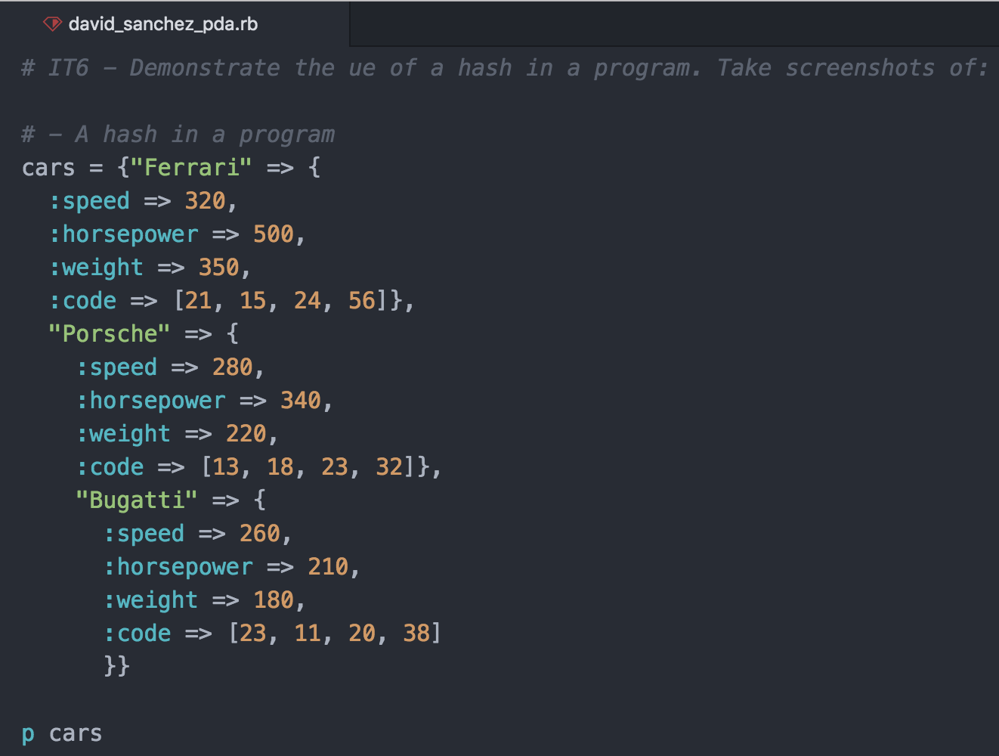 david_sanchez_pda.rb
# IT6 – Demonstrate the ue of a hash in a program. Take screenshots of:
# – A hash in a program
cars = {"Ferrari" => {
:speed => 320,
:horsepower => 500,
:weight => 350,
:code => [21, 15, 24, 56]},
"Porsche" => {
:speed => 280,
:horsepower => 340,
:weight => 220,
:code => [13, 18, 23, 32]},
"Bugatti" => {
:speed => 260,
:horsepower => 210,
:weight => 180,
:code => [23, 11, 20, 38]
}}
p cars